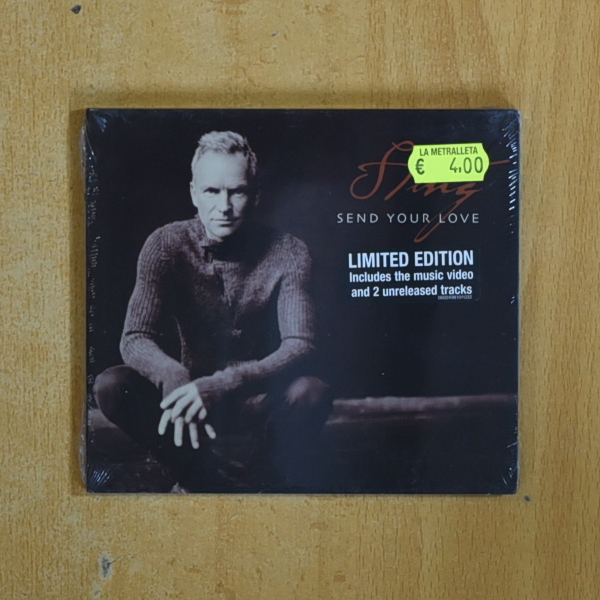 LA METRALLETA
€ 4.00
Sting
SEND YOUR LOVE
LIMITED EDITION
Includes the music video
and 2 unreleased tracks